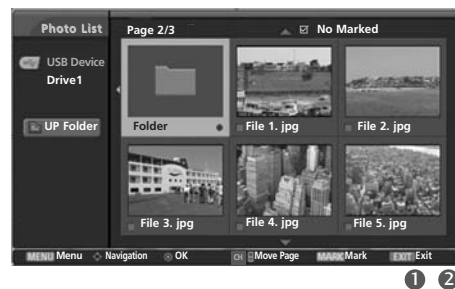 Photo List
Page 2/3
No Marked
USB Device
Drive1
UP Folder
Folder
File 1. jpg
File 2. jpg
File 3. jpg
File 4. jpg
File 5. jpg
MENU Menu Navigation OK CH Move Page MARK Mark EXIT Exit
1 2